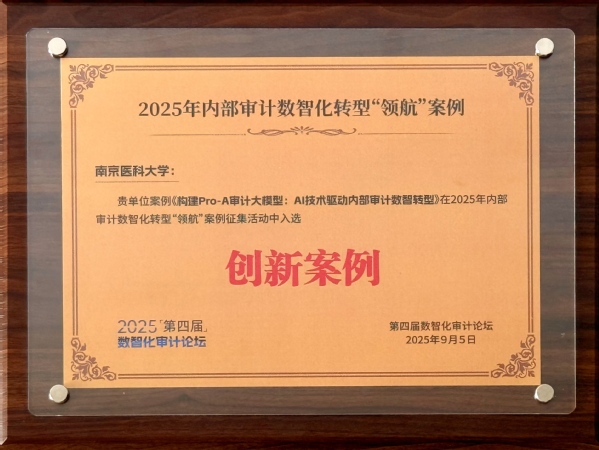 2025年内部审计数智化转型“领航”案例
南京医科大学：
贵单位案例《构建Pro-A审计大模型：AI技术驱动内部审计数智转型》在2025年内部
审计数智化转型“领航”案例征集活动中入选
创新案例
2025「第四届」
数智化审计论坛
第四届数智化审计论坛
2025年9月5日